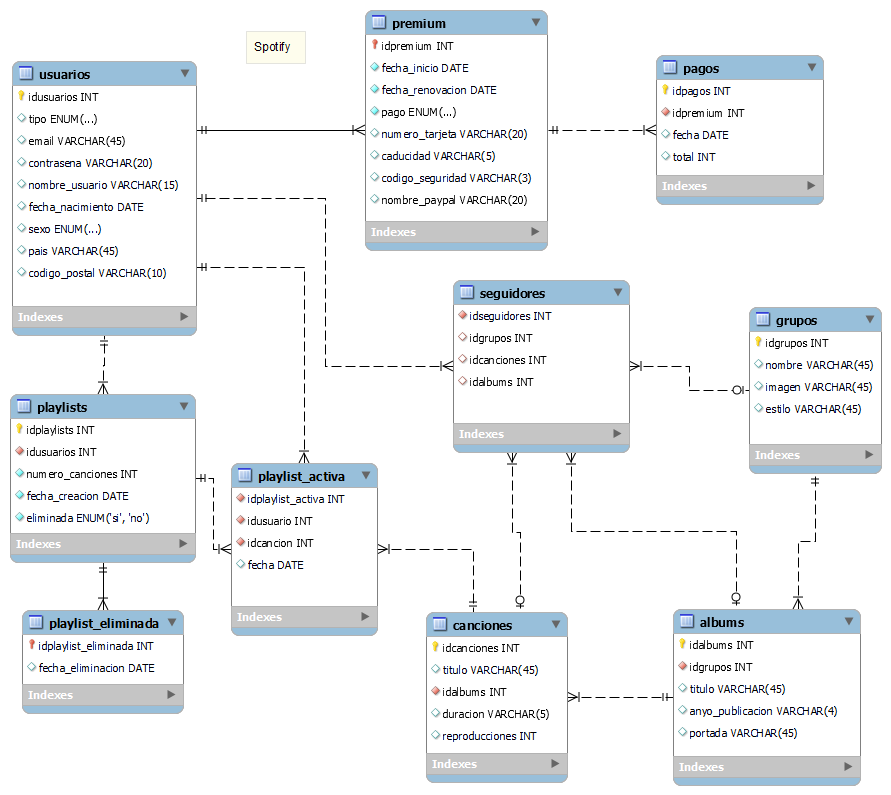 Spotify
usuarios
idusuarios INT
tipo ENUM(...)
email VARCHAR(45)
contrasena VARCHAR(20)
nombre_usuario VARCHAR(15)
fecha_nacimiento DATE
sexo ENUM(...)
pais VARCHAR(45)
codigo_postal VARCHAR(10)
Indexes
premium
idpremium INT
fecha_inicio DATE
fecha_renovacion DATE
pago ENUM(...)
numero_tarjeta VARCHAR(20)
caducidad VARCHAR(5)
codigo_seguridad VARCHAR(3)
nombre_paypal VARCHAR(20)
Indexes
pagos
idpagos INT
idpremium INT
fecha DATE
total INT
Indexes
seguidores
idseguidores INT
idgrupos INT
idcanciones INT
idalbums INT
Indexes
grupos
idgrupos INT
nombre VARCHAR(45)
imagen VARCHAR(45)
estilo VARCHAR(45)
Indexes
playlists
idplaylists INT
idusuarios INT
numero_canciones INT
fecha_creacion DATE
eliminada ENUM('si', 'no')
Indexes
playlist_activa
idplaylist_activa INT
idusuario INT
idcancion INT
fecha DATE
Indexes
playlist_eliminada
idplaylist_eliminada INT
fecha_eliminacion DATE
Indexes
canciones
idcanciones INT
titulo VARCHAR(45)
idalbums INT
duracion VARCHAR(5)
reproducciones INT
Indexes
albums
idalbums INT
idgrupos INT
titulo VARCHAR(45)
anyo_publicacion VARCHAR(4)
portada VARCHAR(45)
Indexes